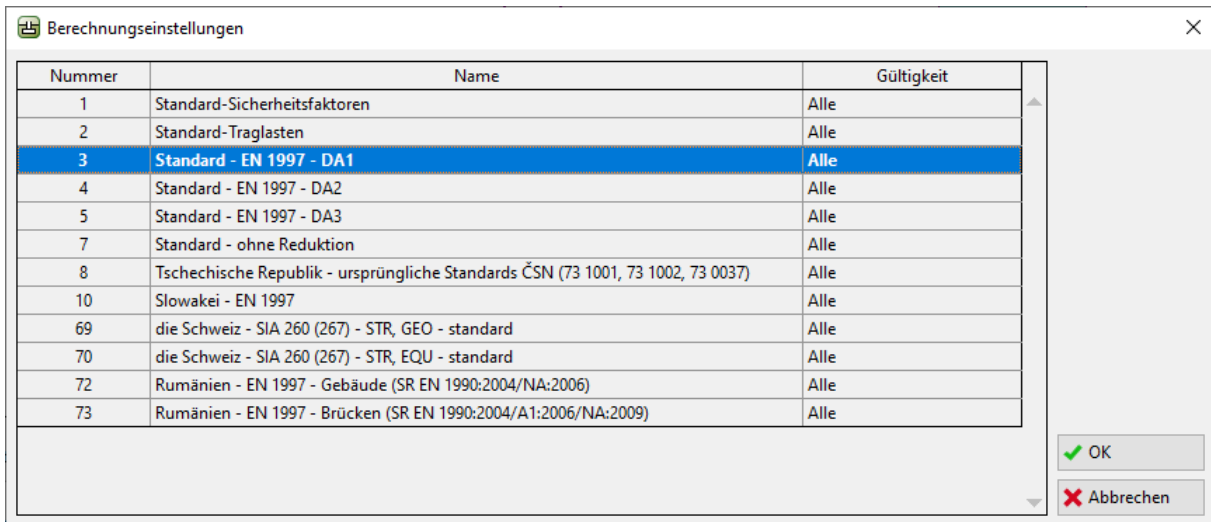 Berechnungseinstellungen
Nummer Name Gültigkeit
1 Standard-Sicherheitsfaktoren Alle
2 Standard-Traglasten Alle
3 Standard - EN 1997 - DA1 Alle
4 Standard - EN 1997 - DA2 Alle
5 Standard - EN 1997 - DA3 Alle
7 Standard - ohne Reduktion Alle
8 Tschechische Republik - ursprüngliche Standards ČSN (73 1001, 73 1002, 73 0037) Alle
10 Slowakei - EN 1997 Alle
69 die Schweiz - SIA 260 (267) - STR, GEO - standard Alle
70 die Schweiz - SIA 260 (267) - STR, EQU - standard Alle
72 Rumänien - EN 1997 - Gebäude (SR EN 1990:2004/NA:2006) Alle
73 Rumänien - EN 1997 - Brücken (SR EN 1990:2004/A1:2006/NA:2009) Alle
OK
Abbrechen